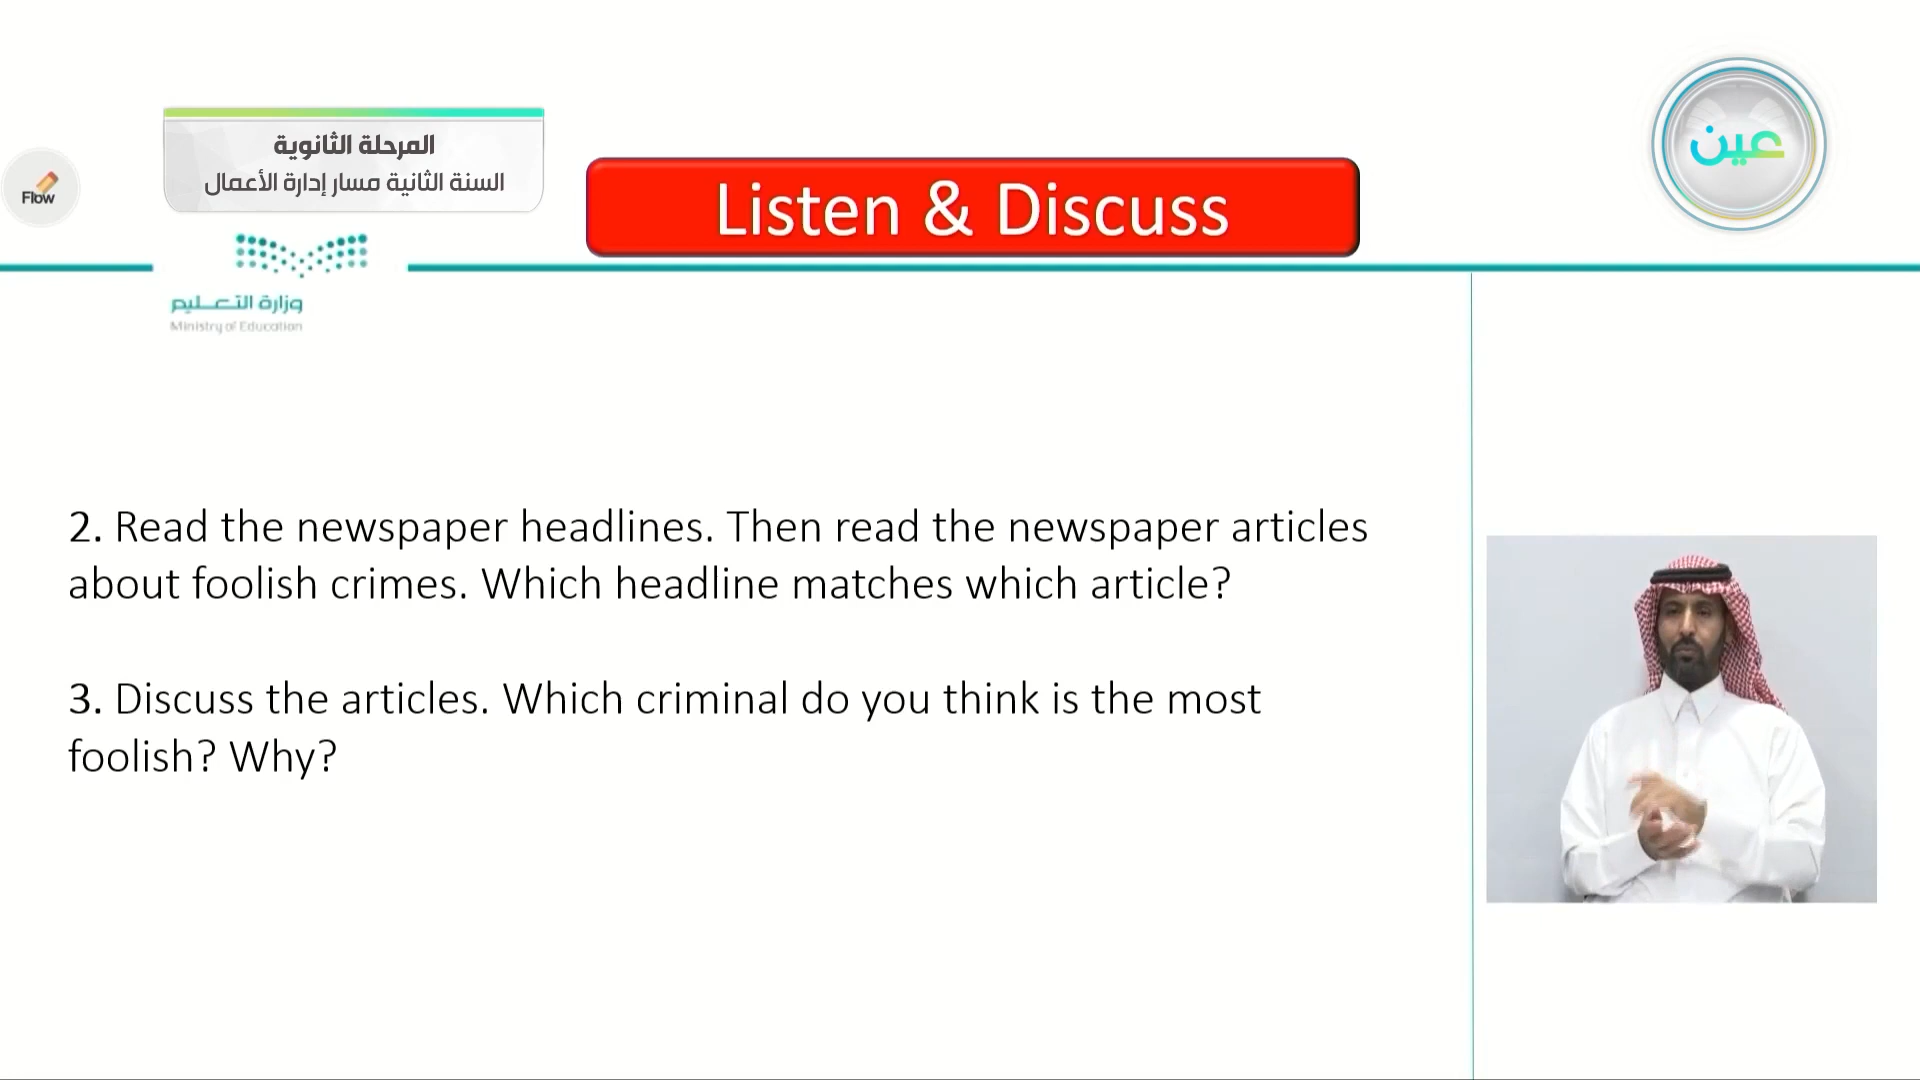 المرحلة الثانوية
السنة الثانية مسار إدارة الأعمال
عين
Flow
Listen & Discuss
وزارة التعـــليم
Ministry of Education
2. Read the newspaper headlines. Then read the newspaper articles
about foolish crimes. Which headline matches which article?
3. Discuss the articles. Which criminal do you think is the most
foolish? Why?